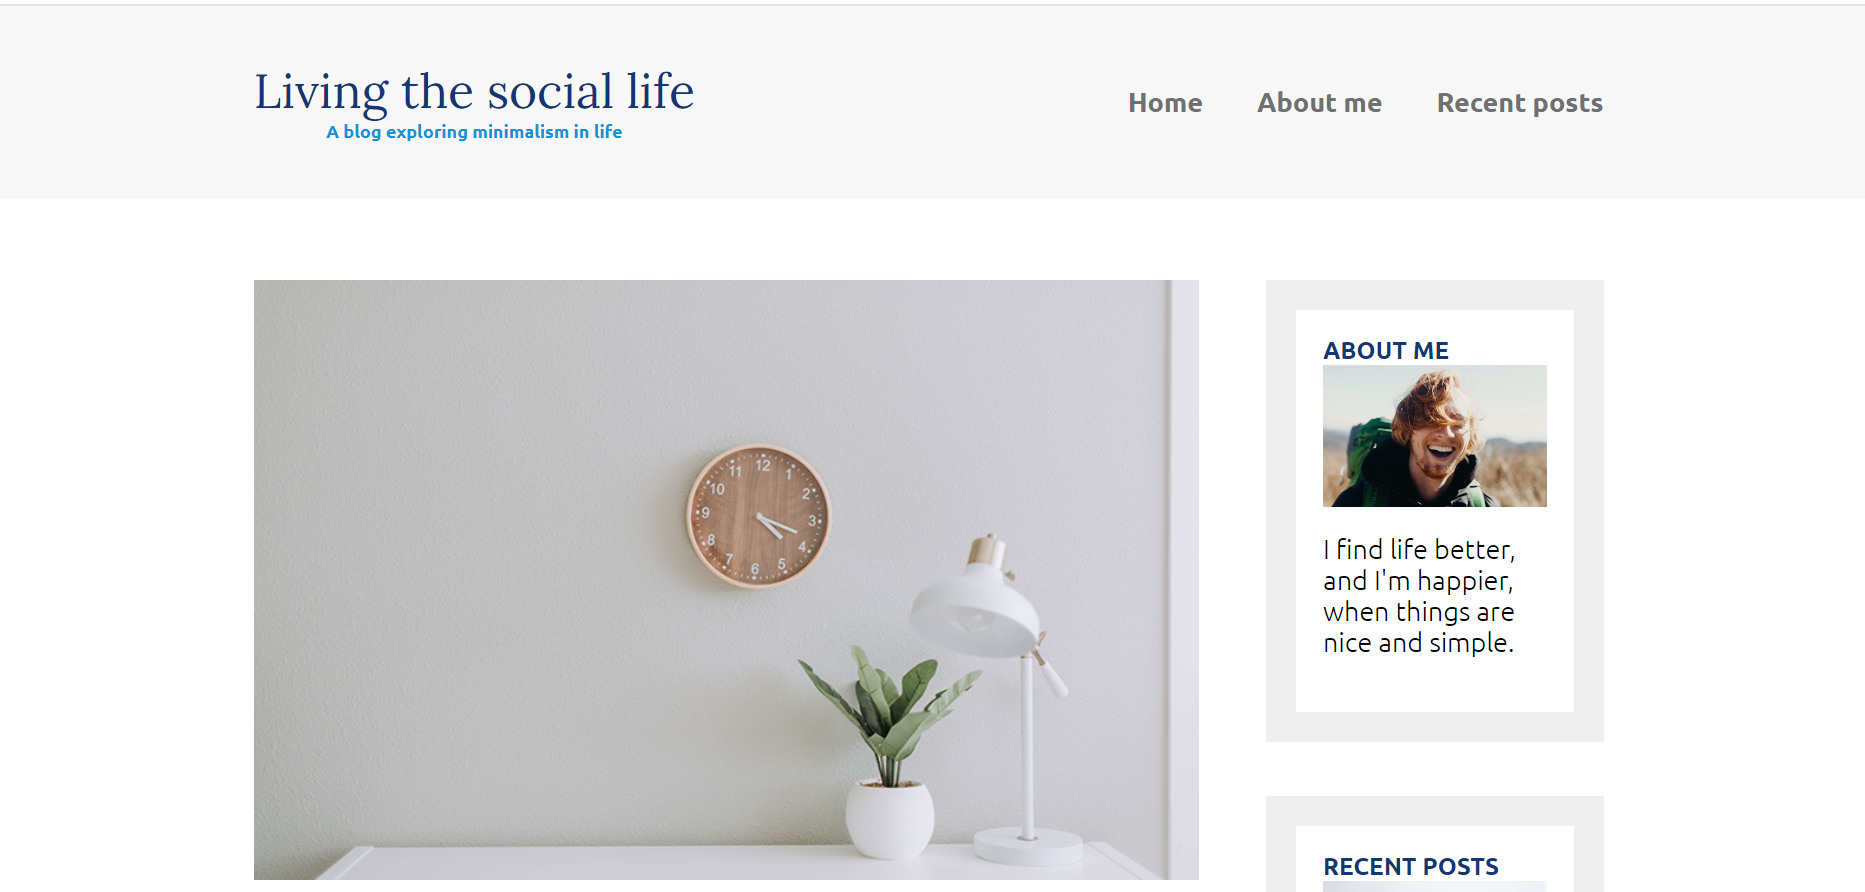 Living the social life
A blog exploring minimalism in life
Home About me Recent posts
12
11 1
10 2
9 3
8 4
7 5
6
ABOUT ME
I find life better,
and I'm happier,
when things are
nice and simple.
RECENT POSTS